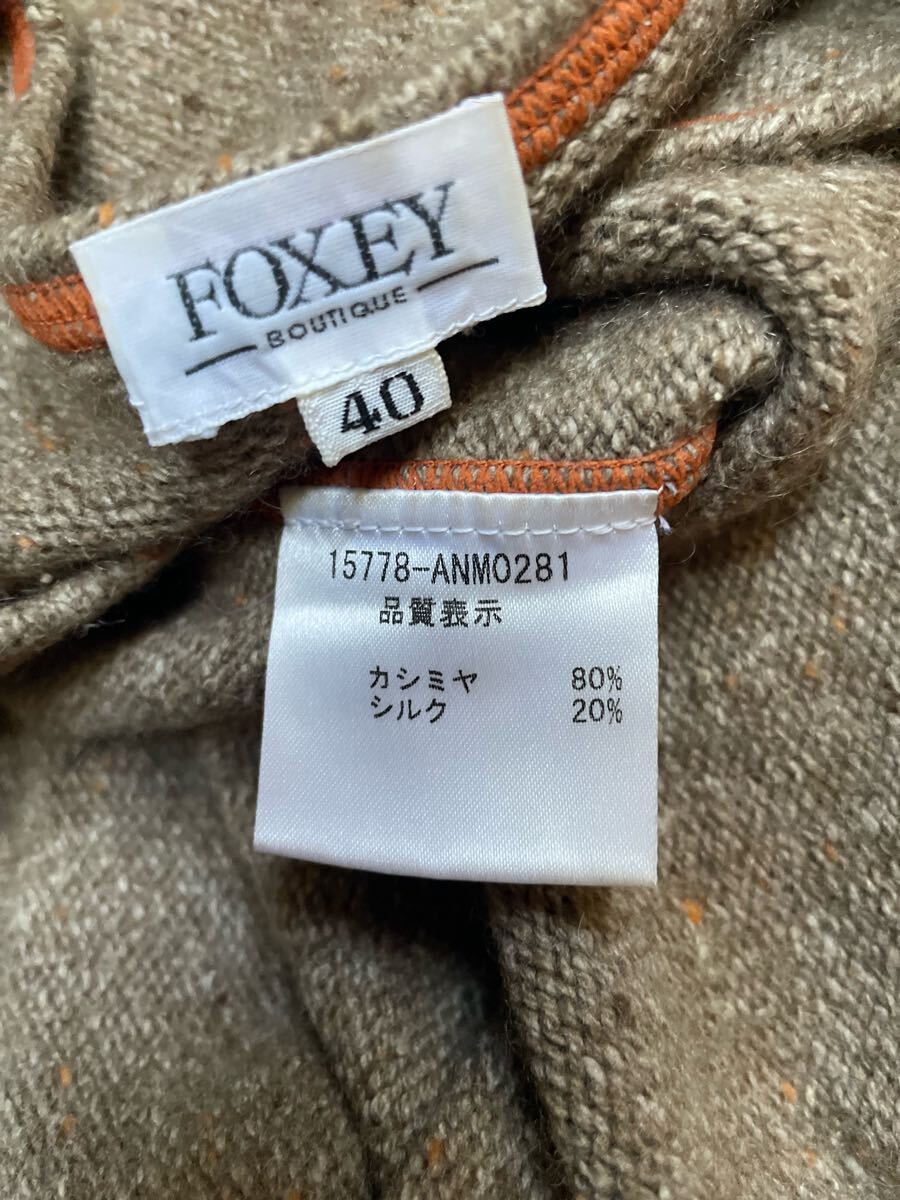 FOXEY
BOUTIQUE
40
15778-ANM0281
品質表示
カシミヤ 80%
シルク 20%